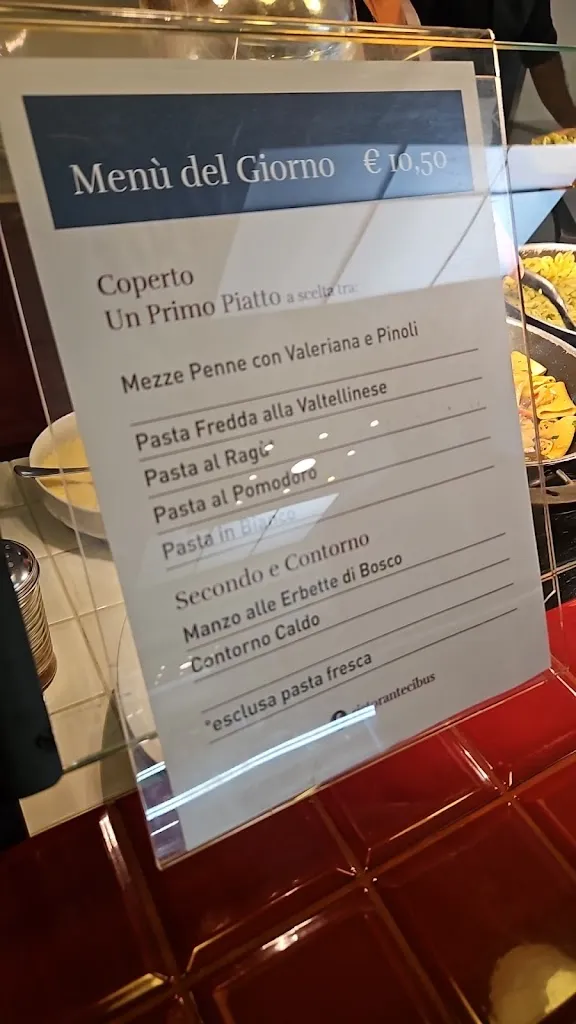 Menù del Giorno € 10,50
Coperto
Un Primo Piatto a scelta tra:
Mezze Penne con Valeriana e Pinoli
Pasta Fredda alla Valtellinese
Pasta al Ragù
Pasta al Pomodoro
Pasta in Bianco
Secondo e Contorno
Manzo alle Erbette di Bosco
Contorno Caldo
*esclusa pasta fresca
ristorantecibus